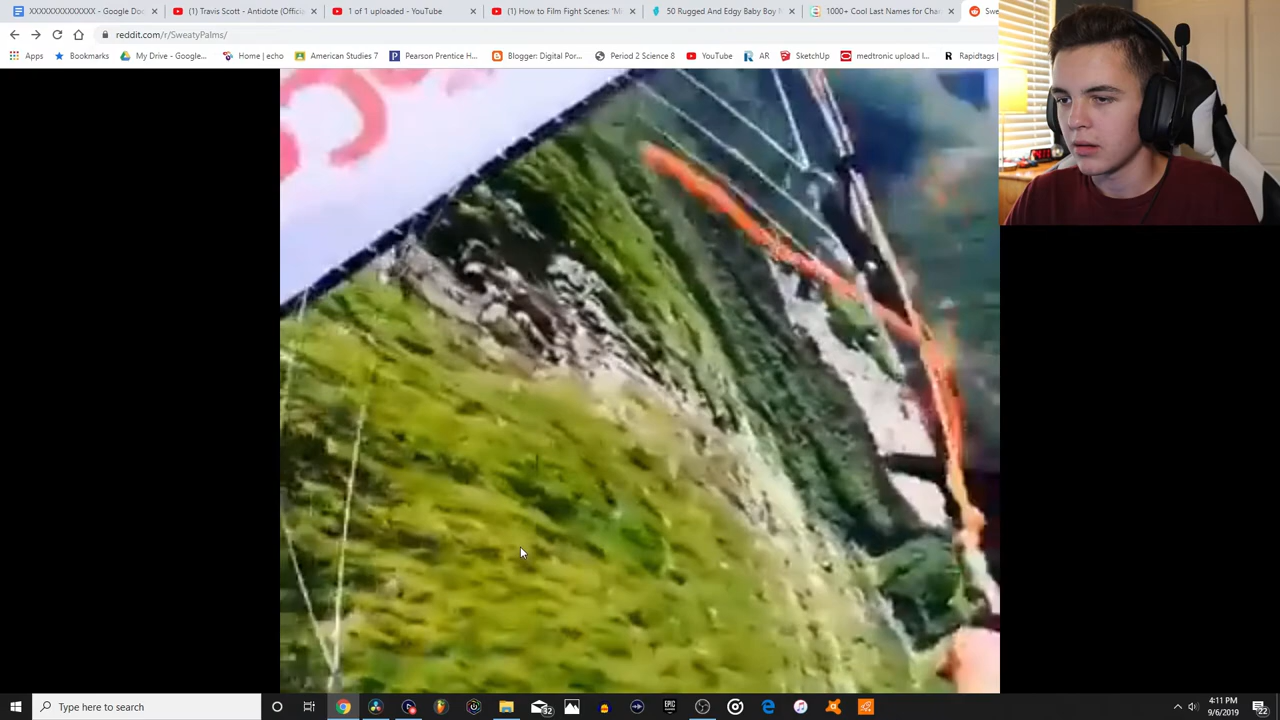 XXXXXXXXXXXXXX - Google Do
(1) Travis Scott - Antidote (Offici
1 of 1 uploaded - YouTube
(1) How to Film Fight Scenes: M
50 Rugged And Edgy Baby Boy
1000+ Cool Last Names for Cha
Swe
reddit.com/r/SweatyPalms/
Apps
Bookmarks
My Drive - Google...
Home | echo
American Studies 7
Pearson Prentice H...
Blogger: Digital Por...
Period 2 Science 8
YouTube
AR
SketchUp
medtronic upload l...
Rapidtags |
Type here to search
EPIC
4:11 PM
9/6/2019